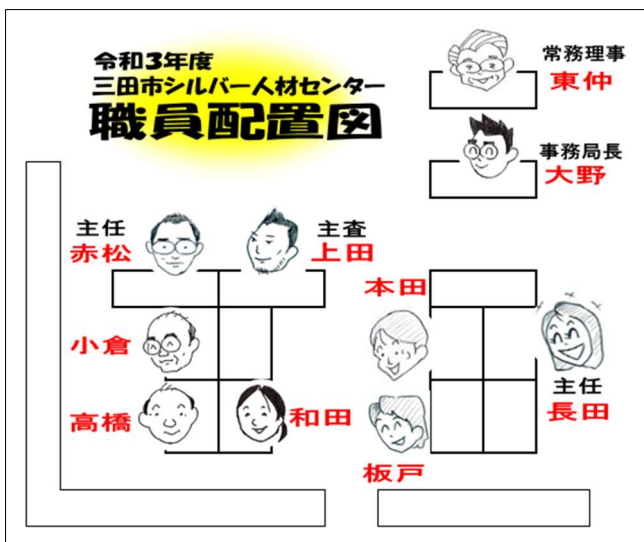 令和3年度
三田市シルバー人材センター
職員配置図
常務理事
東仲
事務局長
大野
主任
赤松
主査
上田
本田
小倉
主任
長田
高橋
和田
板戸